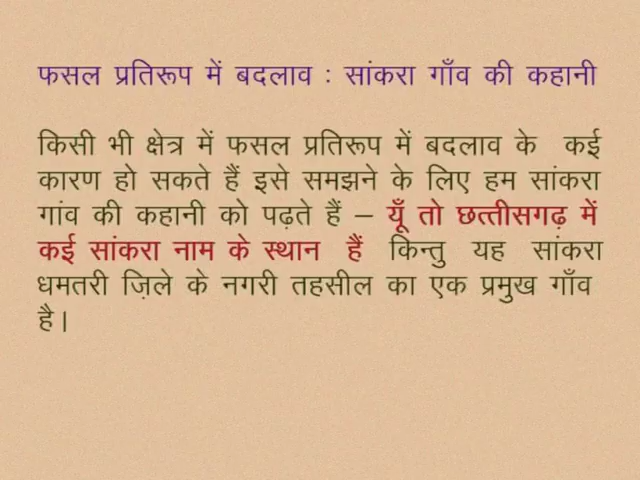 फसल प्रतिरूप में बदलाव : सांकरा गाँव की कहानी
किसी भी क्षेत्र में फसल प्रतिरूप में बदलाव के कई
कारण हो सकते हैं इसे समझने के लिए हम सांकरा
गांव की कहानी को पढ़ते हैं – यूँ तो छत्तीसगढ़ में
कई सांकरा नाम के स्थान हैं किन्तु यह सांकरा
धमतरी ज़िले के नगरी तहसील का एक प्रमुख गाँव
है।